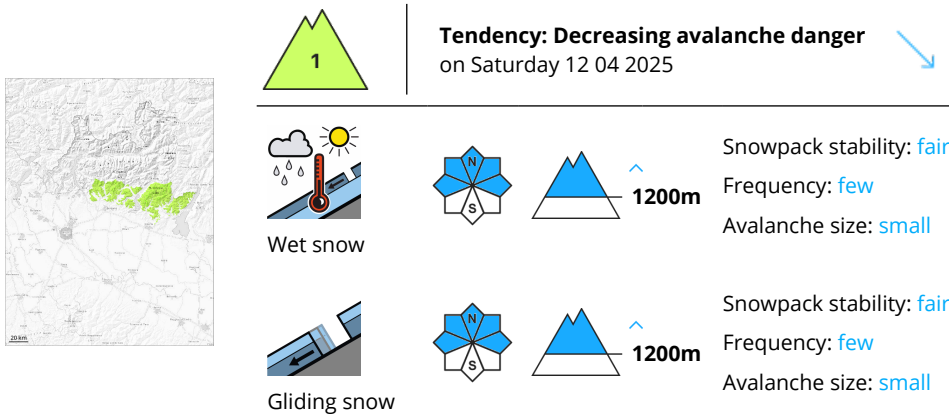 1
Tendency: Decreasing avalanche danger
on Saturday 12 04 2025
20 km
N
S
1200m
Snowpack stability: fair
Frequency: few
Avalanche size: small
Wet snow
N
S
1200m
Snowpack stability: fair
Frequency: few
Avalanche size: small
Gliding snow